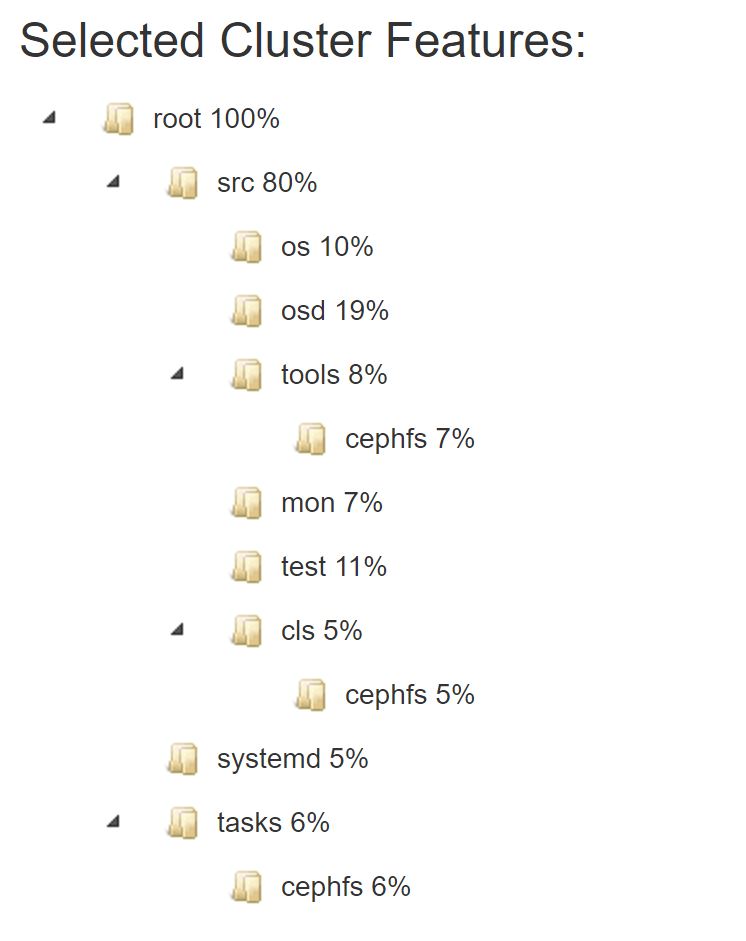 Selected Cluster Features:
root 100%
src 80%
os 10%
osd 19%
tools 8%
cephfs 7%
mon 7%
test 11%
cls 5%
cephfs 5%
systemd 5%
tasks 6%
cephfs 6%